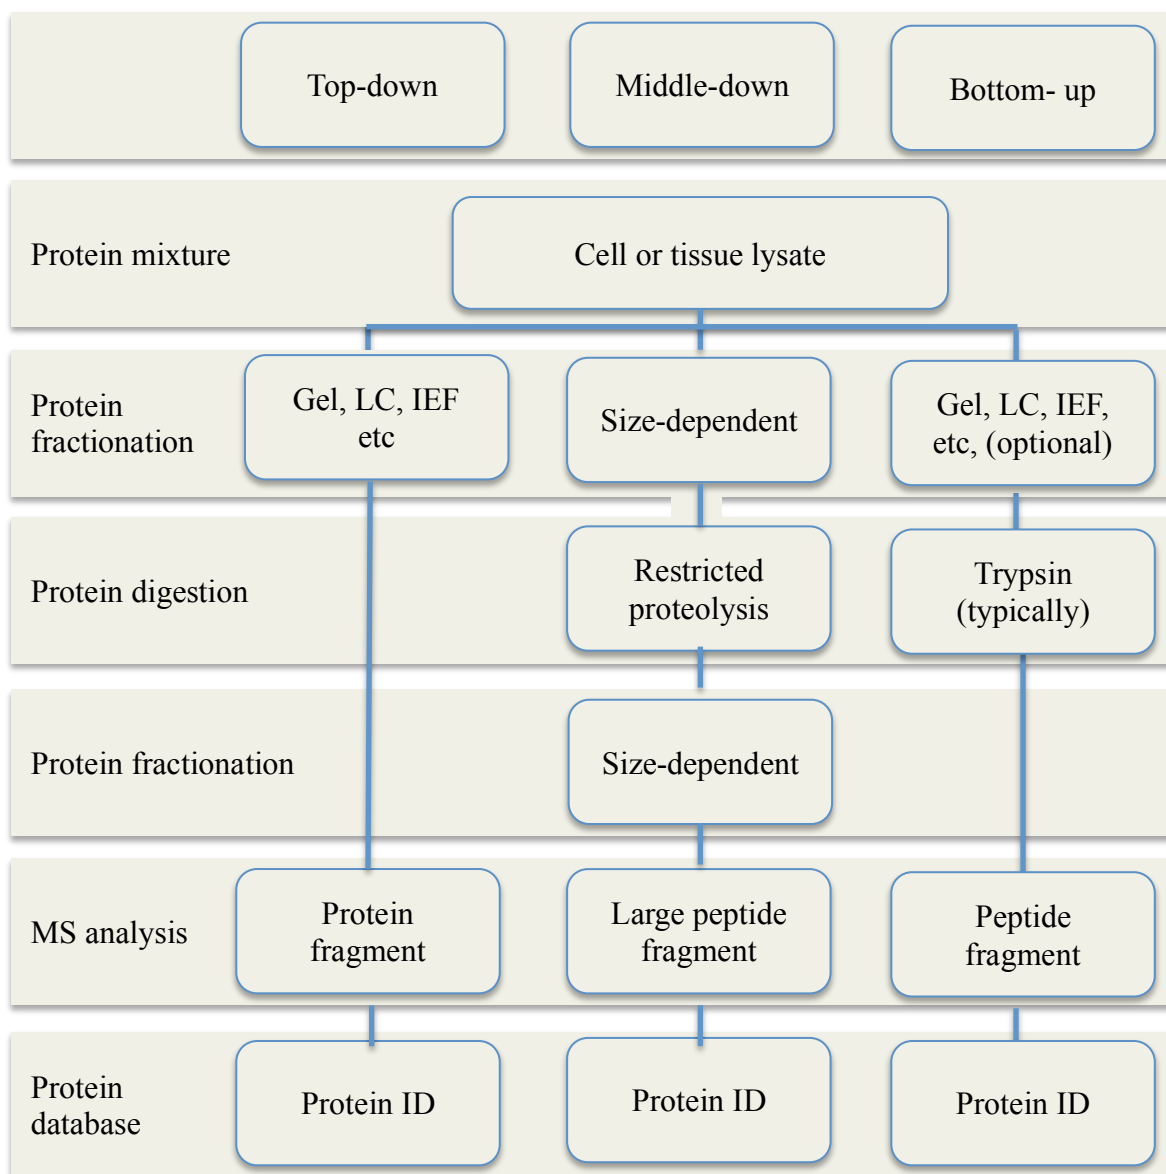 Top-down
Middle-down
Bottom- up
Protein mixture
Cell or tissue lysate
Protein
fractionation
Gel, LC, IEF
etc
Size-dependent
Gel, LC, IEF,
etc, (optional)
Protein digestion
Restricted
proteolysis
Trypsin
(typically)
Protein fractionation
Size-dependent
MS analysis
Protein
fragment
Large peptide
fragment
Peptide
fragment
Protein
database
Protein ID
Protein ID
Protein ID